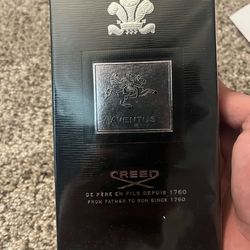 AVENTUS
CREED
DE PÈRE EN FILS DEPUIS 1760
FROM FATHER TO SON SINCE 1760